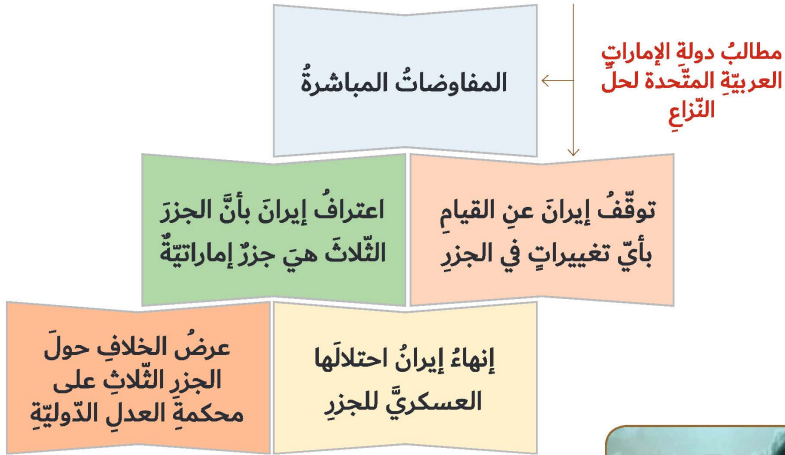 مطالبُ دولةِ الإماراتِ
العربيّةِ المتّحدة لحلِّ
النّزاعِ
المفاوضاتُ المباشرةُ
توقّفُ إيرانَ عنِ القيامِ
بأيّ تغييراتٍ في الجزرِ
اعترافُ إيرانَ بأنَّ الجزرَ
الثّلاثَ هيَ جزرٌ إماراتيّةٌ
إنهاءُ إيرانُ احتلالَها
العسكريَّ للجزرِ
عرضُ الخلافِ حولَ
الجزرِ الثّلاثِ على
محكمةِ العدلِ الدّوليّةِ